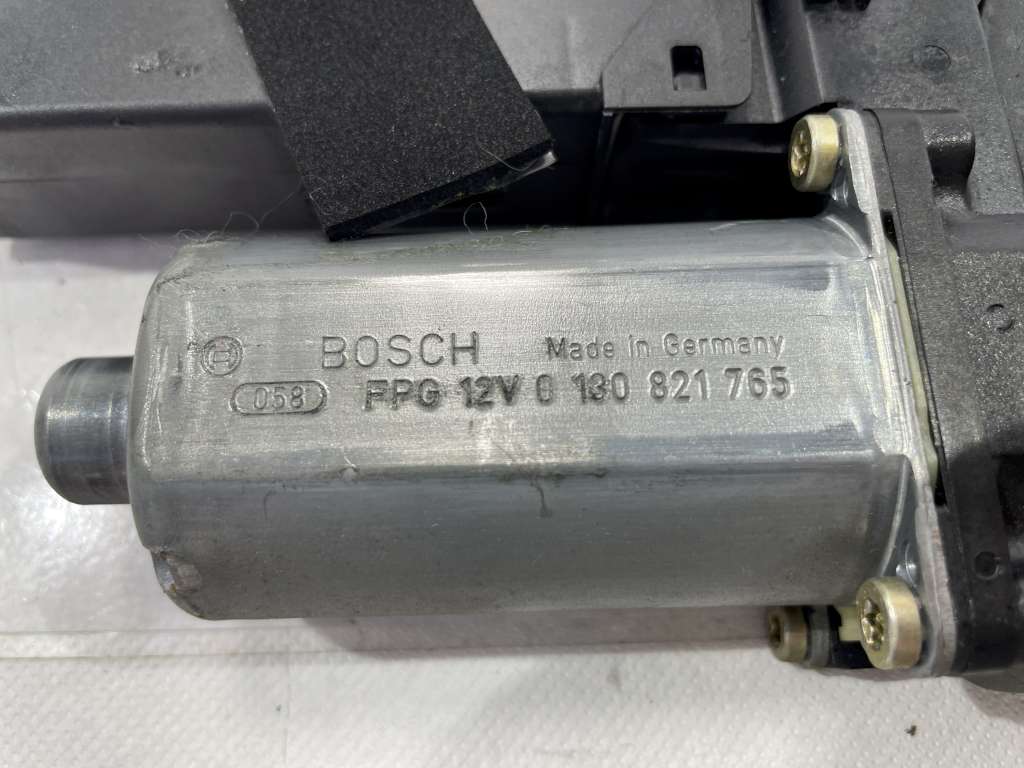 BOSCH Made in Germany
058 FPG 12V 0 130 821 765